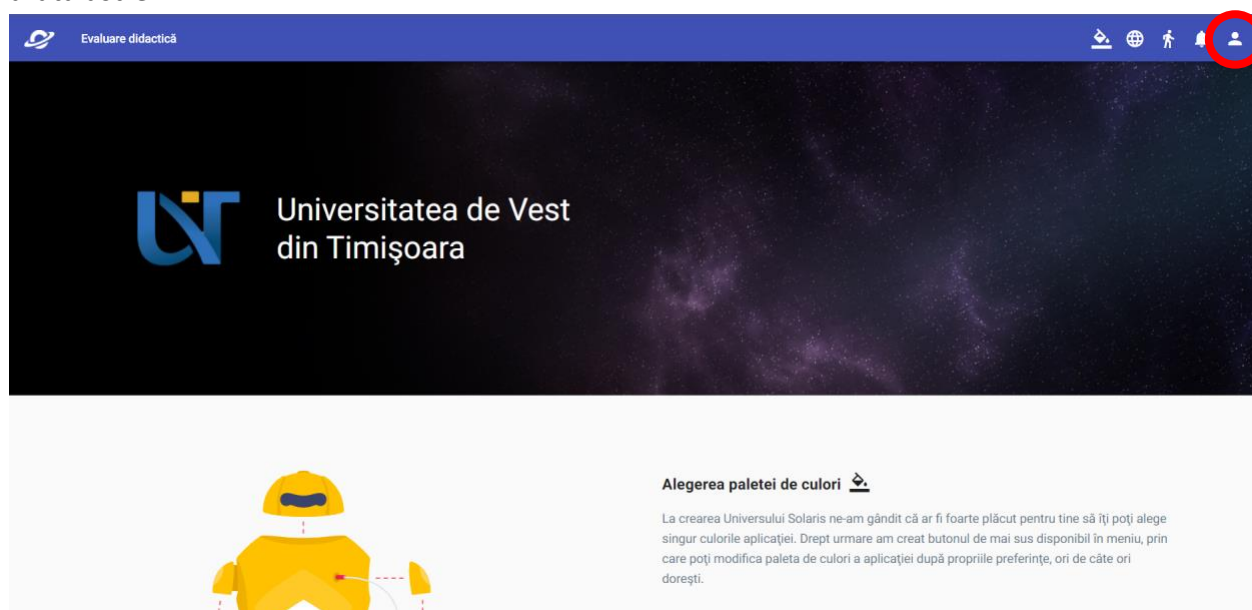 Evaluare didactică
Universitatea de Vest
din Timişoara
Alegerea paletei de culori
La crearea Universului Solaris ne-am gândit că ar fi foarte plăcut pentru tine să îţi poţi alege
singur culorile aplicaţiei. Drept urmare am creat butonul de mai sus disponibil în meniu, prin
care poţi modifica paleta de culori a aplicaţiei după propriile preferinţe, ori de câte ori
doreşti.